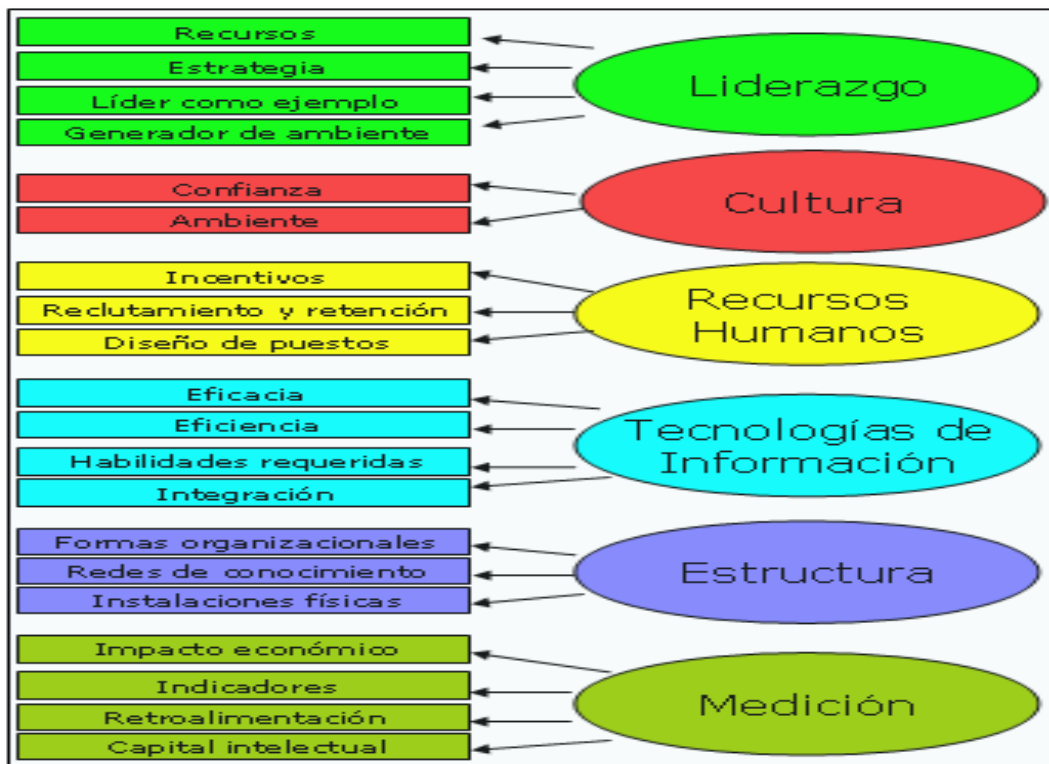 Recursos
Estrategia
Líder como ejemplo
Generador de ambiente
Liderazgo
Confianza
Ambiente
Cultura
Incentivos
Reclutamiento y retención
Diseño de puestos
Recursos
Humanos
Eficacia
Eficiencia
Habilidades requeridas
Integración
Tecnologías de
Información
Formas organizacionales
Redes de conocimiento
Instalaciones físicas
Estructura
Impacto económico
Indicadores
Retroalimentación
Capital intelectual
Medición